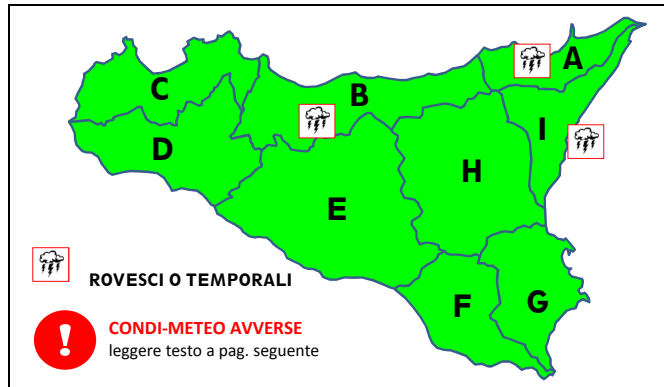 A
C
B
I
D
H
E
ROVESCI O TEMPORALI
F
G
CONDI-METEO AVVERSE
leggere testo a pag. seguente